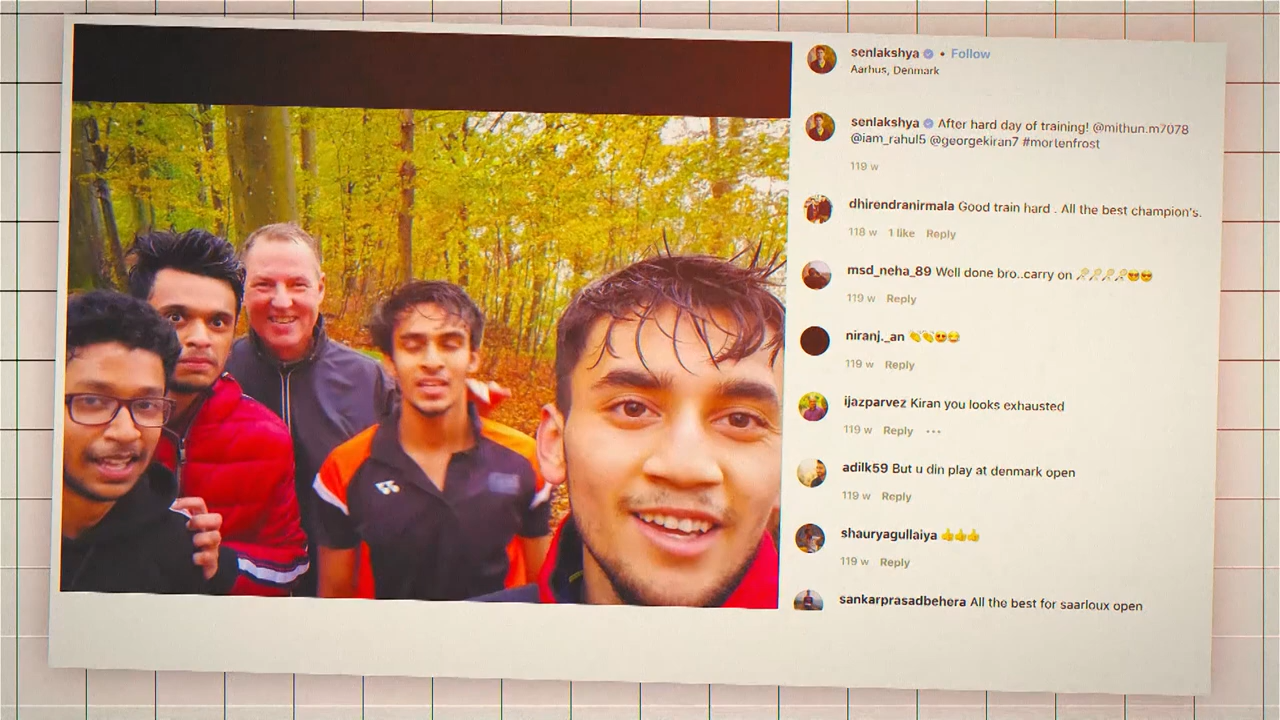 senlakshya • Follow
Aarhus, Denmark
senlakshya After hard day of training! @mithun.m7078
@iam_rahul5 @georgekiran7 #mortenfrost
119 w
dhirendranirmala Good train hard . All the best champion's.
118 w 1 like Reply
msd_neha_89 Well done bro..carry on 🎾🎾🎾🎾😎😎
119 w Reply
niranj._an 👏👏😍😂
119 w Reply
ijazparvez Kiran you looks exhausted
119 w Reply •••
adilk59 But u din play at denmark open
119 w Reply
shauryagullaiya 👍👍👍
119 w Reply
sankarprasadbehera All the best for saarloux open